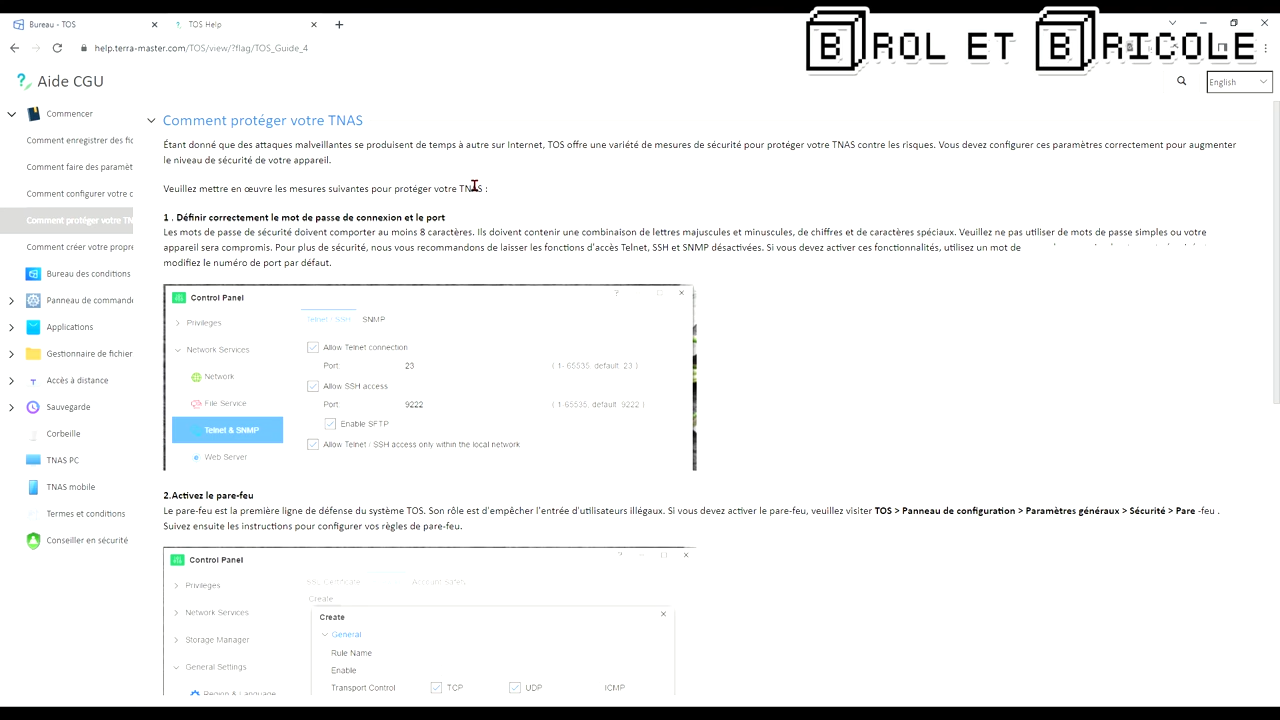 Bureau - TOS
TOS Help
help.terra-master.com/TOS/view/?flag/TOS_Guide_4
BROL ET BRICOLE
Aide CGU
English
Commencer
Comment enregistrer des fic
Comment faire des paramèt
Comment configurer votre c
Comment protéger votre TN
Comment créer votre propre
Bureau des conditions
Panneau de commande
Applications
Gestionnaire de fichier
Accès à distance
Sauvegarde
Corbeille
TNAS PC
TNAS mobile
Termes et conditions
Conseiller en sécurité
Comment protéger votre TNAS
Étant donné que des attaques malveillantes se produisent de temps à autre sur Internet, TOS offre une variété de mesures de sécurité pour protéger votre TNAS contre les risques. Vous devez configurer ces paramètres correctement pour augmenter
le niveau de sécurité de votre appareil.
Veuillez mettre en œuvre les mesures suivantes pour protéger votre TNAS :
1 . Définir correctement le mot de passe de connexion et le port
Les mots de passe de sécurité doivent comporter au moins 8 caractères. Ils doivent contenir une combinaison de lettres majuscules et minuscules, de chiffres et de caractères spéciaux. Veuillez ne pas utiliser de mots de passe simples ou votre
appareil sera compromis. Pour plus de sécurité, nous vous recommandons de laisser les fonctions d'accès Telnet, SSH et SNMP désactivées. Si vous devez activer ces fonctionnalités, utilisez un mot de
modifiez le numéro de port par défaut.
Control Panel
Privileges
Network Services
Network
File Service
Telnet & SNMP
Web Server
Telnet / SSH
SNMP
Allow Telnet connection
Port: 23 ( 1-65535, default: 23 )
Allow SSH access
Port: 9222 ( 1-65535, default: 9222 )
Enable SFTP
Allow Telnet / SSH access only within the local network
2.Activez le pare-feu
Le pare-feu est la première ligne de défense du système TOS. Son rôle est d'empêcher l'entrée d'utilisateurs illégaux. Si vous devez activer le pare-feu, veuillez visiter TOS > Panneau de configuration > Paramètres généraux > Sécurité > Pare -feu .
Suivez ensuite les instructions pour configurer vos règles de pare-feu.
Control Panel
Privileges
Network Services
Storage Manager
General Settings
Region & Language
SSL Certificate
Account Safety
Create
Create
General
Rule Name
Enable
Transport Control TCP UDP ICMP